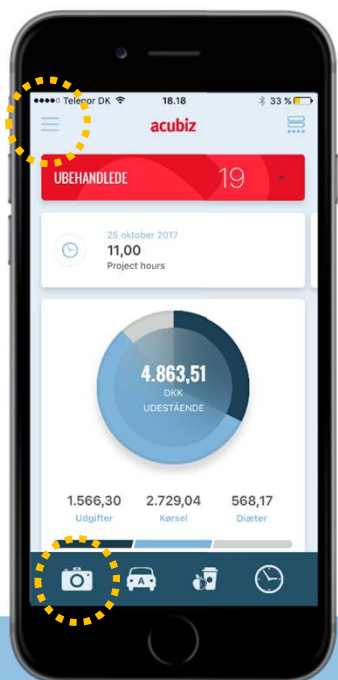 Telenor DK 18.18 33 %
acubiz
UBEHANDLEDE 19
25 oktober 2017
11,00
Project hours
4.863,51
DKK
UDESTÅENDE
1.566,30 2.729,04 568,17
Udgifter Kørsel Diæter
A